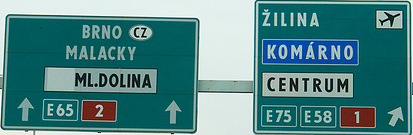 BRNO CZ
MALACKY
ML.DOLINA
E65 2
ŽILINA
KOMÁRNO
CENTRUM
E75 E58 1